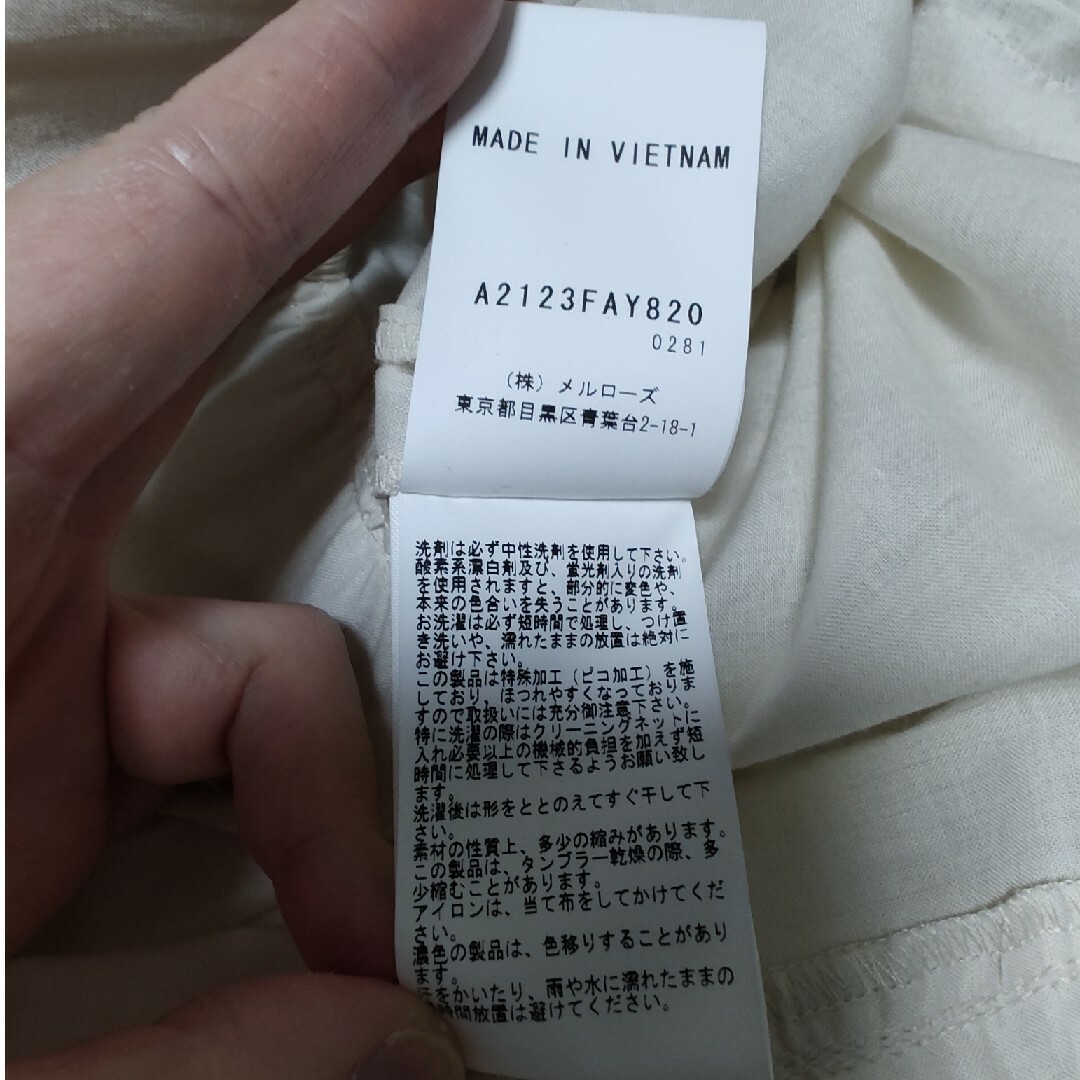 MADE IN VIETNAM
A2123FAY820
0281
(株) メルローズ
東京都目黒区青葉台2-18-1
洗剤は必ず中性洗剤を使用して下さい。
酸素系漂白剤及び、蛍光剤入りの洗剤
を使用されますと、部分的に変色や、
本来の色合いを失うことがあります。
お洗濯は必ず短時間で処理し、つけ置
き洗いや、濡れたままの放置は絶対に
お避け下さい。
この製品は特殊加工(ピコ加工)を施
しており、ほつれやすくなっておりま
すので取扱いには充分御注意下さい。
特に洗濯の際はクリーニングネットに
入れ必要以上の機械的負担を加えず短
時間に処理して下さるようお願い致し
ます。
洗濯後は形をととのえてすぐ干して下
さい。
素材の性質上、多少の縮みがあります。
この製品は、タンブラー乾燥の際、多
少縮むことがあります。
アイロンは、当て布をしてかけてくだ
さい。
濃色の製品は、色移りすることがあり
ます。
をかいたり、雨や水に濡れたままの
時間放置は避けてください。